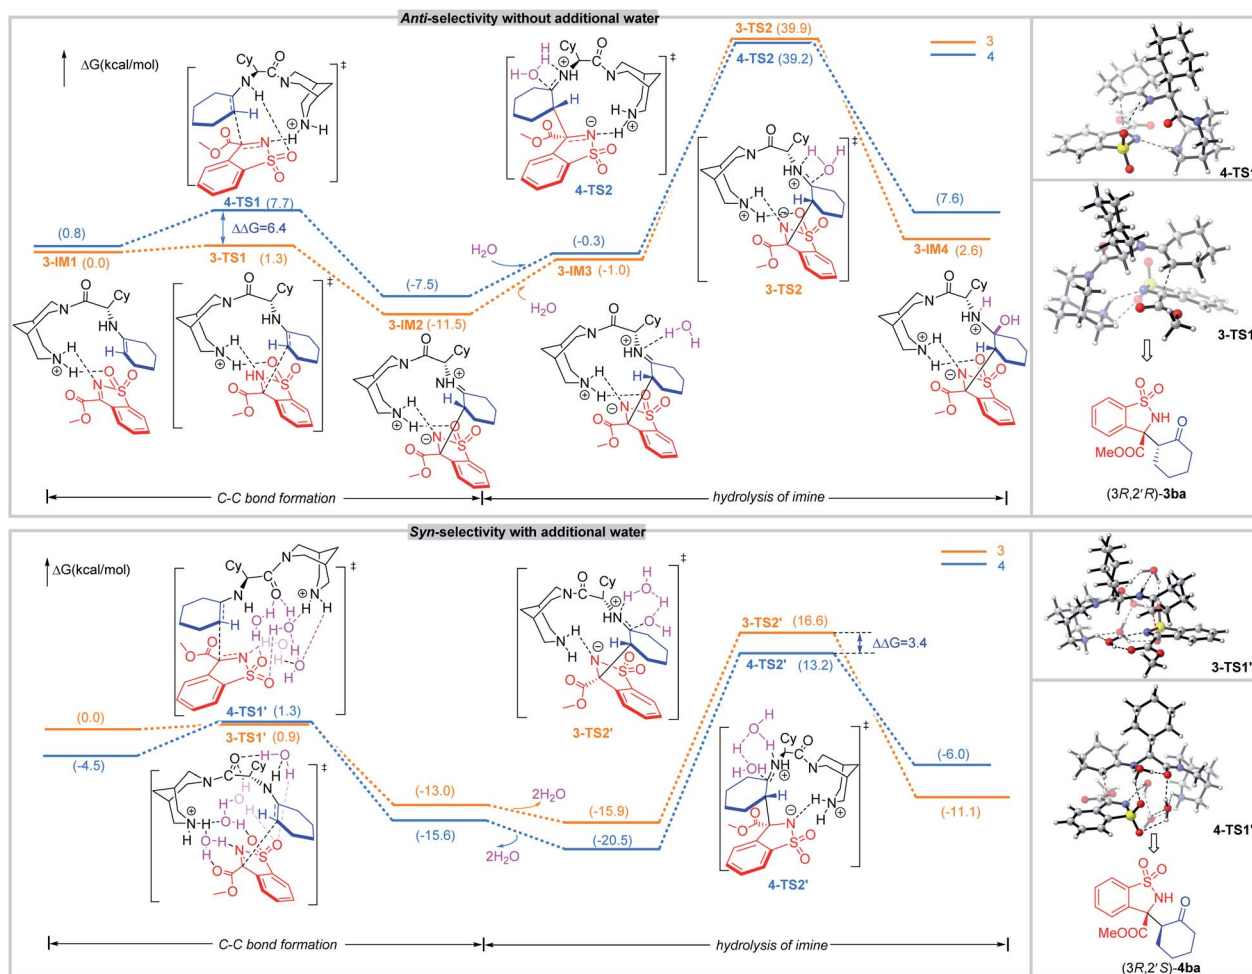 Anti-selectivity without additional water
ΔG(kcal/mol)
3-TS2 (39.9)
4-TS2 (39.2)
3
4
4-TS1 (7.7)
ΔΔG=6.4
3-TS1
(1.3)
(0.8)
3-IM1 (0.0)
(-7.5)
3-IM2 (-11.5)
H₂O
H₂O
(-0.3)
3-IM3 (-1.0)
4-TS2
3-TS2
(7.6)
3-IM4 (2.6)
C-C bond formation
hydrolysis of imine
4-TS1
3-TS1
MeOOC
(3R,2'R)-3ba
Syn-selectivity with additional water
ΔG(kcal/mol)
3
4
(0.0)
(-4.5)
4-TS1' (1.3)
3-TS1' (0.9)
(-13.0)
(-15.6)
2H₂O
2H₂O
(-15.9)
(-20.5)
3-TS2'
3-TS2' (16.6)
4-TS2'
(13.2)
ΔΔG=3.4
4-TS2'
(-6.0)
(-11.1)
C-C bond formation
hydrolysis of imine
3-TS1'
4-TS1'
MeOOC
(3R,2'S)-4ba